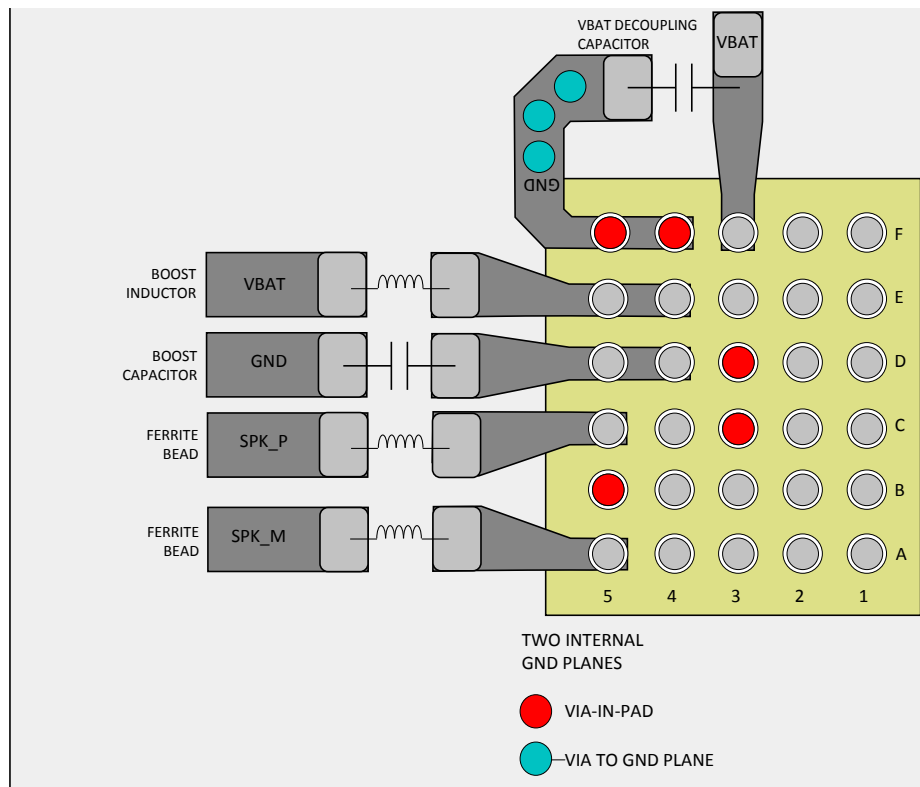 VBAT DECOUPLING
CAPACITOR
VBAT
GND
F
BOOST
INDUCTOR
VBAT
E
BOOST
CAPACITOR
GND
D
FERRITE
BEAD
SPK_P
C
B
FERRITE
BEAD
SPK_M
A
5 4 3 2 1
TWO INTERNAL
GND PLANES
VIA-IN-PAD
VIA TO GND PLANE